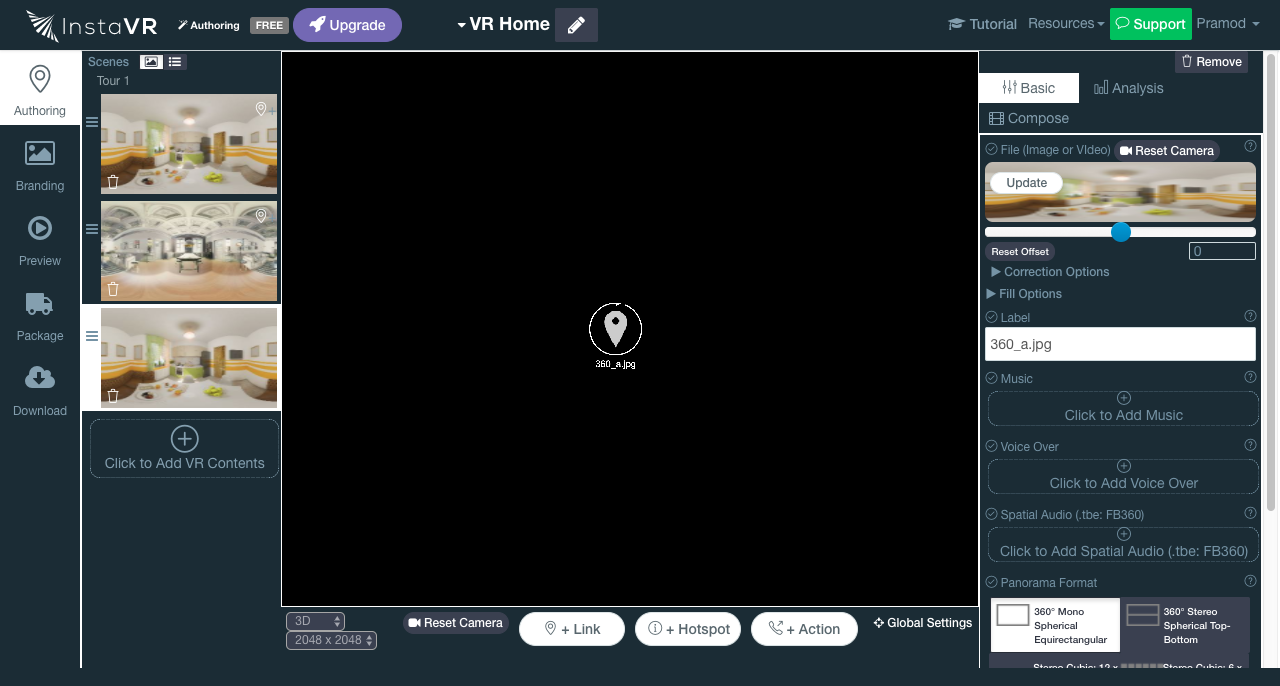 InstaVR
Authoring
FREE
Upgrade
VR Home
Tutorial
Resources
Support
Pramod
Authoring
Branding
Preview
Package
Download
Scenes
Tour 1
Click to Add VR Contents
360_a.jpg
3D
2048 x 2048
Reset Camera
+ Link
+ Hotspot
+ Action
Global Settings
Remove
Basic
Analysis
Compose
File (Image or VIdeo)
Reset Camera
Update
Reset Offset
0
Correction Options
Fill Options
Label
360_a.jpg
Music
Click to Add Music
Voice Over
Click to Add Voice Over
Spatial Audio (.tbe: FB360)
Click to Add Spatial Audio (.tbe: FB360)
Panorama Format
360° Mono
Spherical
Equirectangular
360° Stereo
Spherical Top-
Bottom
Stereo Cubic: 12 x
Stereo Cubic: 6 x